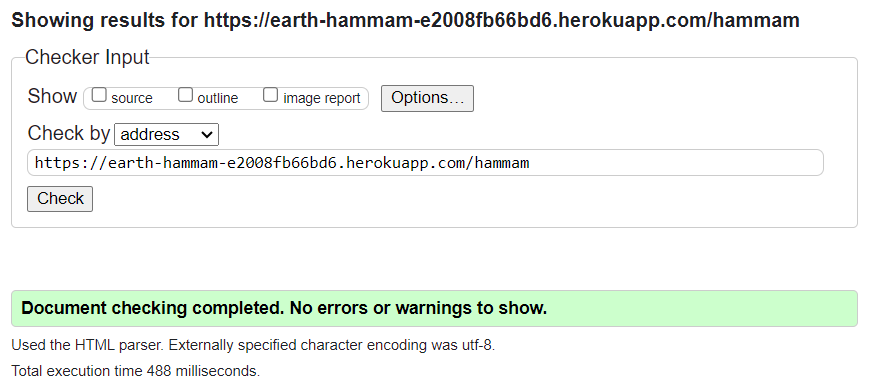 Showing results for https://earth-hammam-e2008fb66bd6.herokuapp.com/hammam
Checker Input
Show source outline image report Options...
Check by address
https://earth-hammam-e2008fb66bd6.herokuapp.com/hammam
Check
Document checking completed. No errors or warnings to show.
Used the HTML parser. Externally specified character encoding was utf-8.
Total execution time 488 milliseconds.